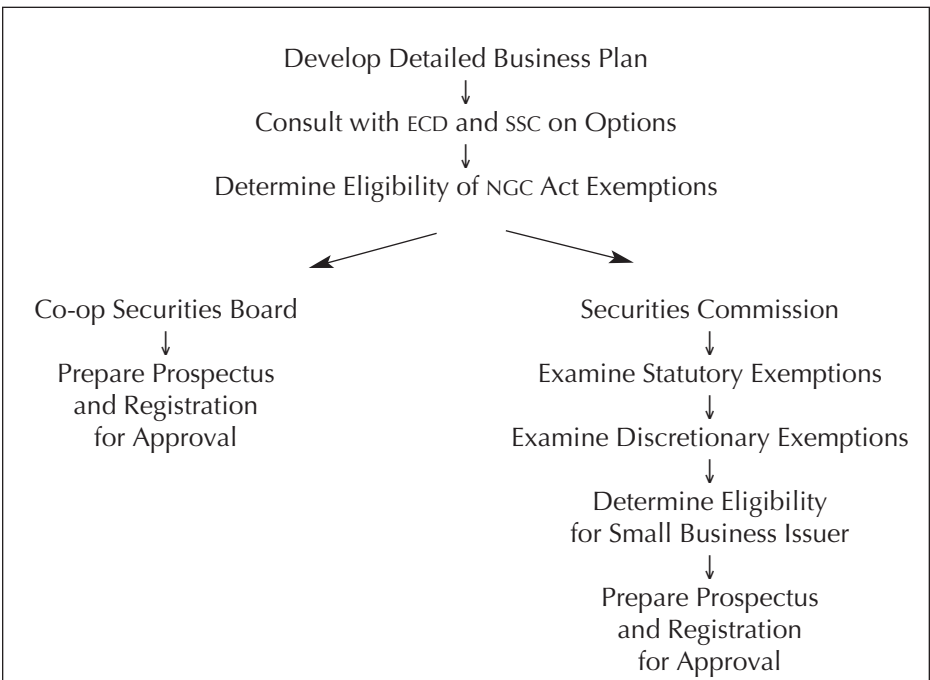 Develop Detailed Business Plan
Consult with ECD and SSC on Options
Determine Eligibility of NGC Act Exemptions
Co-op Securities Board
Prepare Prospectus
and Registration
for Approval
Securities Commission
Examine Statutory Exemptions
Examine Discretionary Exemptions
Determine Eligibility
for Small Business Issuer
Prepare Prospectus
and Registration
for Approval